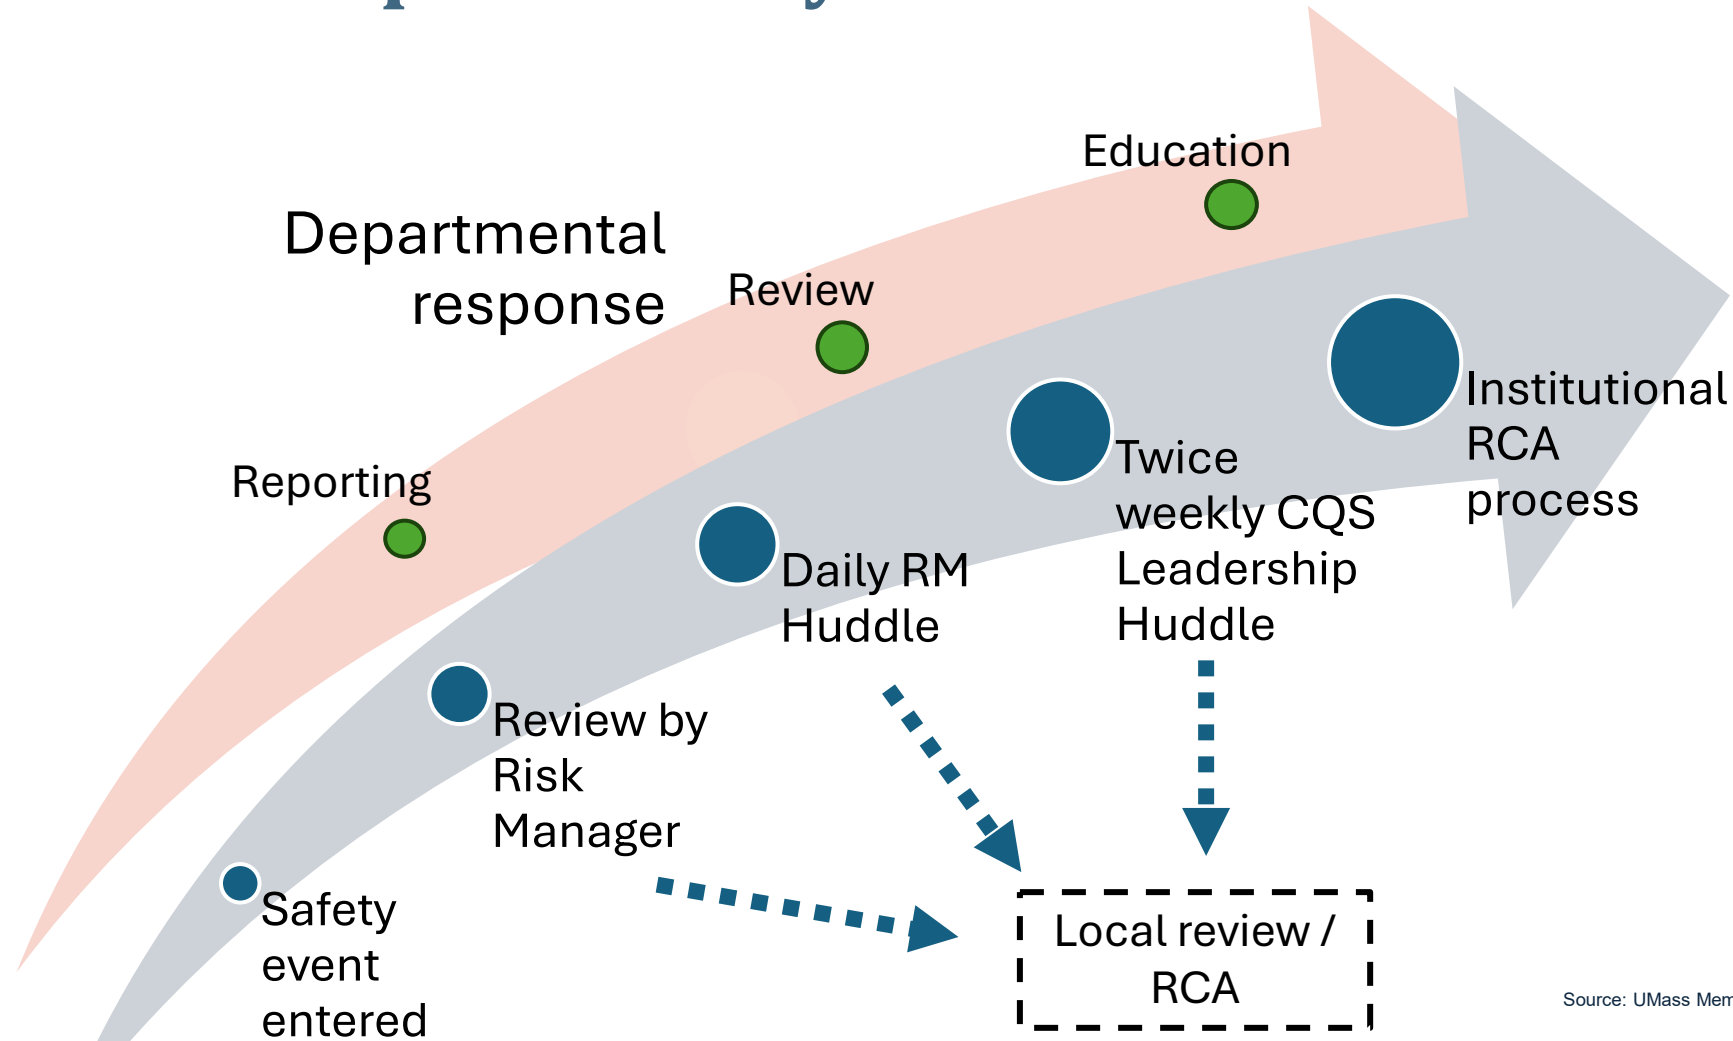 Education
Departmental
response
Review
Reporting
Institutional
RCA
process
Twice
weekly CQS
Leadership
Huddle
Daily RM
Huddle
Review by
Risk
Manager
Safety
event
entered
Local review /
RCA
Source: UMass Mem